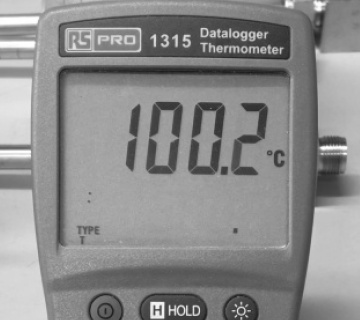 RS PRO 1315 Datalogger
Thermometer
100.2 °C
TYPE
T
H HOLD